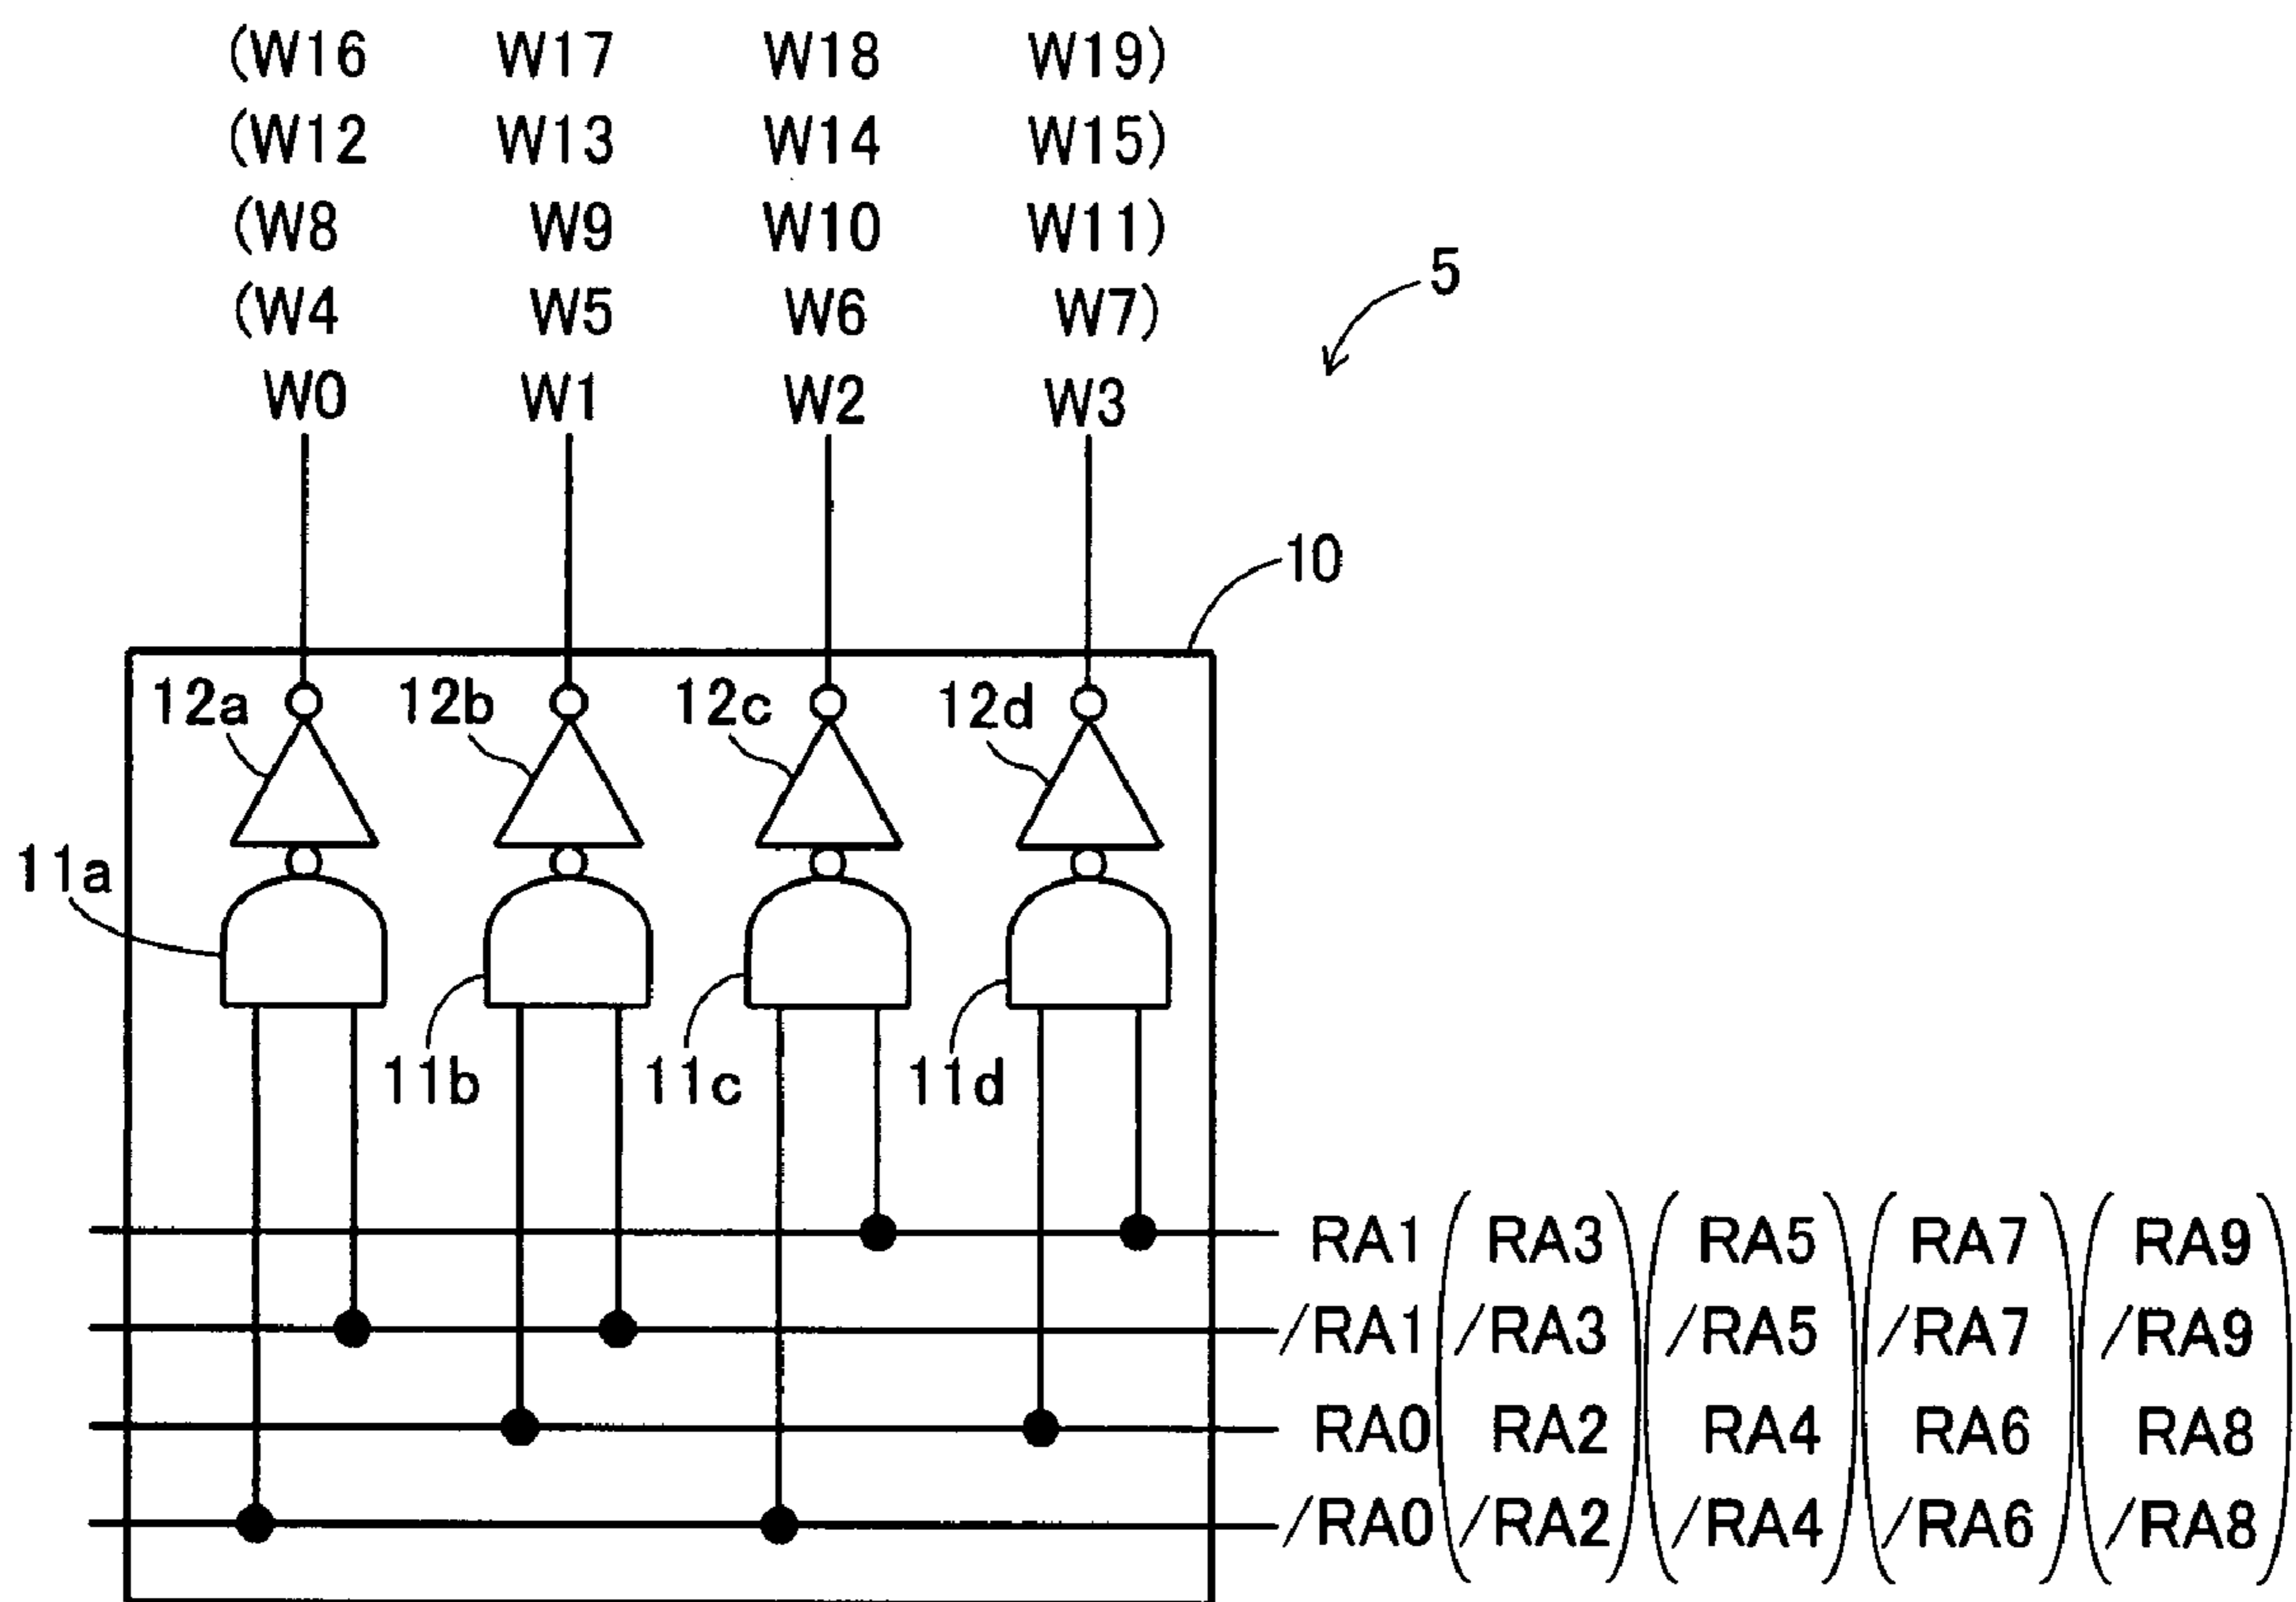 (W16 W17 W18 W19)
(W12 W13 W14 W15)
(W8 W9 W10 W11)
(W4 W5 W6 W7)
W0 W1 W2 W3
5
10
12a 12b 12c 12d
11a
11b 11c 11d
RA1 ( RA3 ) ( RA5 ) ( RA7 ) ( RA9 )
/RA1 ( /RA3 ) ( /RA5 ) ( /RA7 ) ( /RA9 )
RA0 ( RA2 ) ( RA4 ) ( RA6 ) ( RA8 )
/RA0 ( /RA2 ) ( /RA4 ) ( /RA6 ) ( /RA8 )